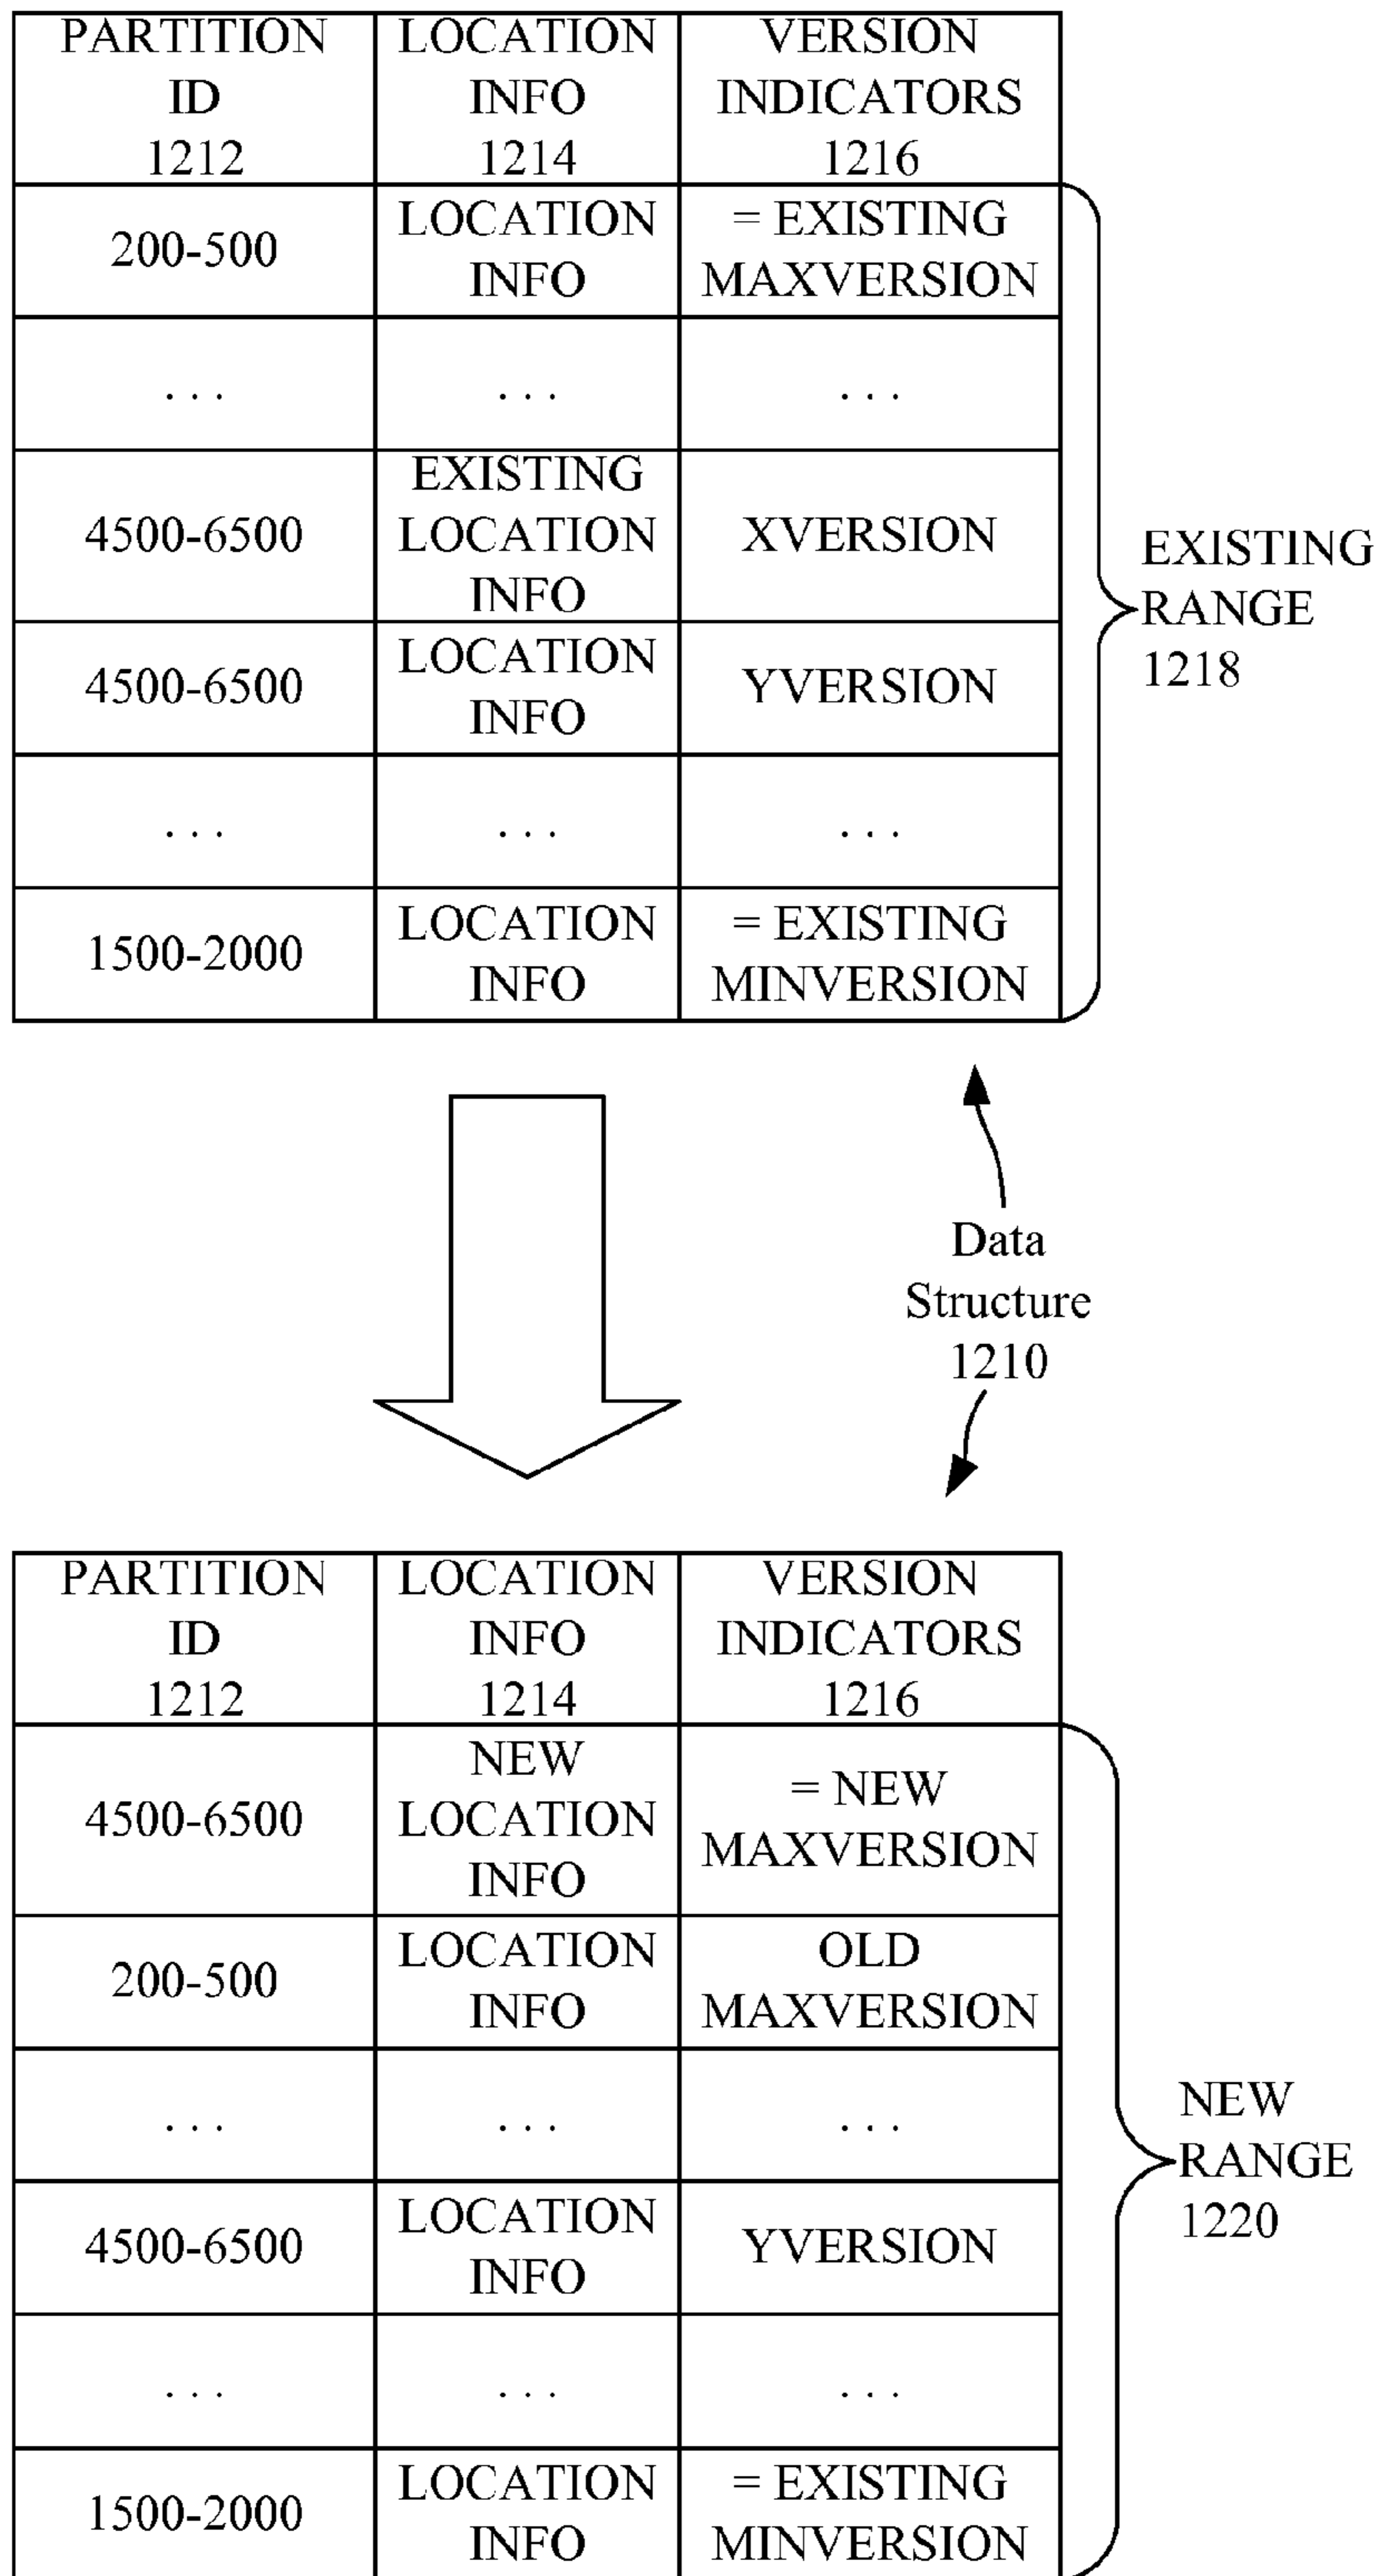 PARTITION
ID
1212
LOCATION
INFO
1214
VERSION
INDICATORS
1216
200-500
LOCATION
INFO
= EXISTING
MAXVERSION
. . .
. . .
. . .
4500-6500
EXISTING
LOCATION
INFO
XVERSION
4500-6500
LOCATION
INFO
YVERSION
. . .
. . .
. . .
1500-2000
LOCATION
INFO
= EXISTING
MINVERSION
EXISTING
RANGE
1218
Data
Structure
1210
PARTITION
ID
1212
LOCATION
INFO
1214
VERSION
INDICATORS
1216
4500-6500
NEW
LOCATION
INFO
= NEW
MAXVERSION
200-500
LOCATION
INFO
OLD
MAXVERSION
. . .
. . .
. . .
4500-6500
LOCATION
INFO
YVERSION
. . .
. . .
. . .
1500-2000
LOCATION
INFO
= EXISTING
MINVERSION
NEW
RANGE
1220